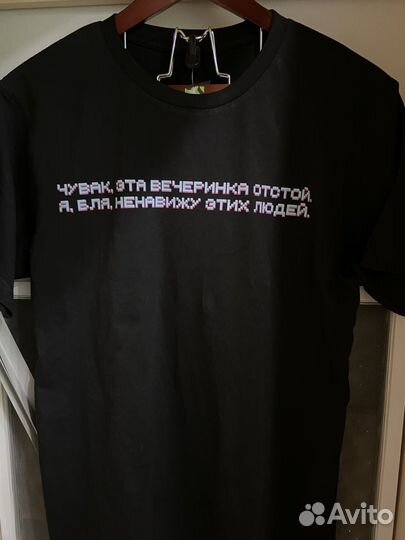 ЧУВАК, ЭТА ВЕЧЕРИНКА ОТСТОЙ.
Я, БЛЯ, НЕНАВИЖУ ЭТИХ ЛЮДЕЙ.
Avito